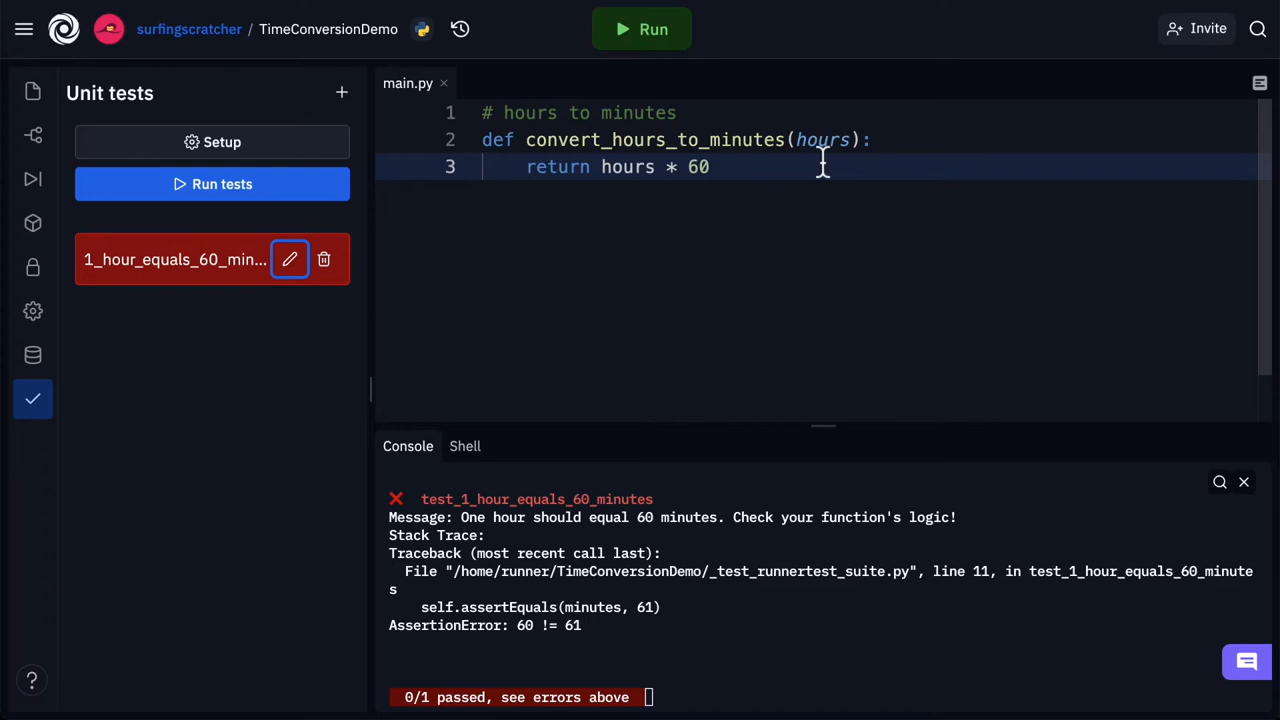 surfingscratcher / TimeConversionDemo
Run
Invite
Unit tests
+
Setup
Run tests
1_hour_equals_60_min...
main.py ×
1 # hours to minutes
2 def convert_hours_to_minutes(hours):
3 return hours * 60
Console
Shell
❌ test_1_hour_equals_60_minutes
Message: One hour should equal 60 minutes. Check your function's logic!
Stack Trace:
Traceback (most recent call last):
File "/home/runner/TimeConversionDemo/_test_runnertest_suite.py", line 11, in test_1_hour_equals_60_minute
s
self.assertEquals(minutes, 61)
AssertionError: 60 != 61
0/1 passed, see errors above
?